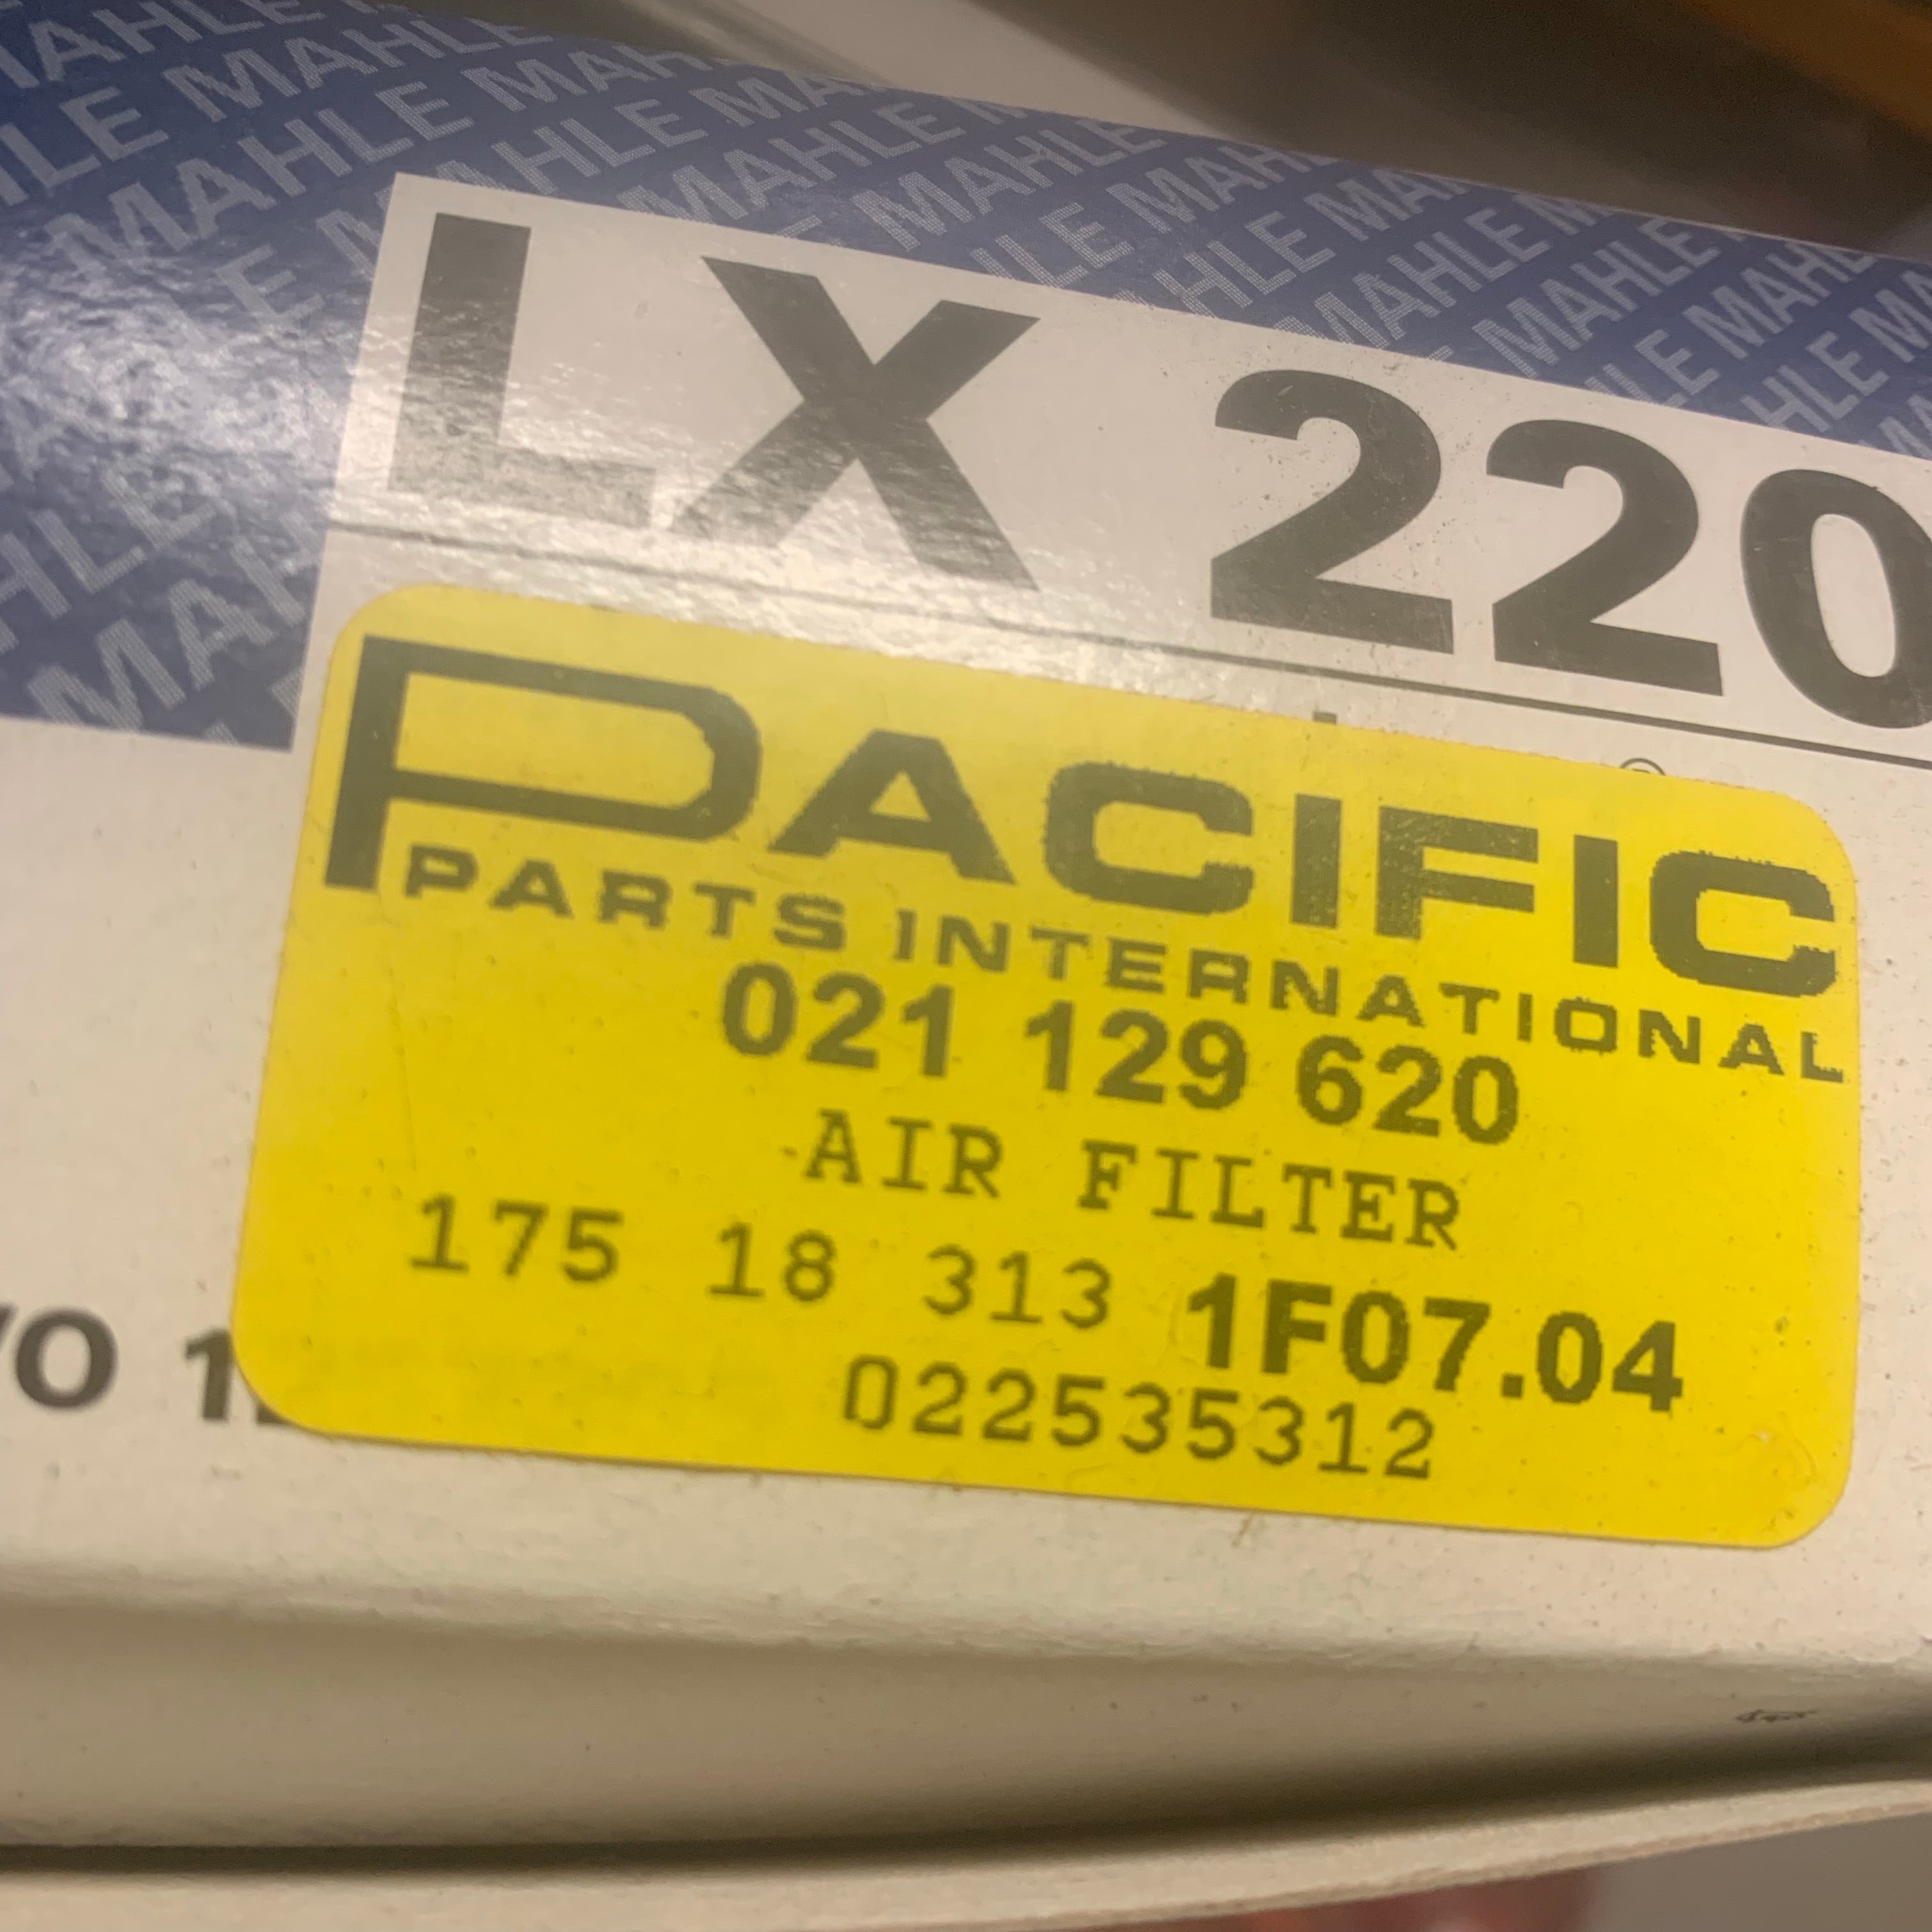 MAHLE MAHLE MAHLE
LX 220
PACIFIC
PARTS INTERNATIONAL
021 129 620
AIR FILTER
175 18 313 1F07.04
022535312